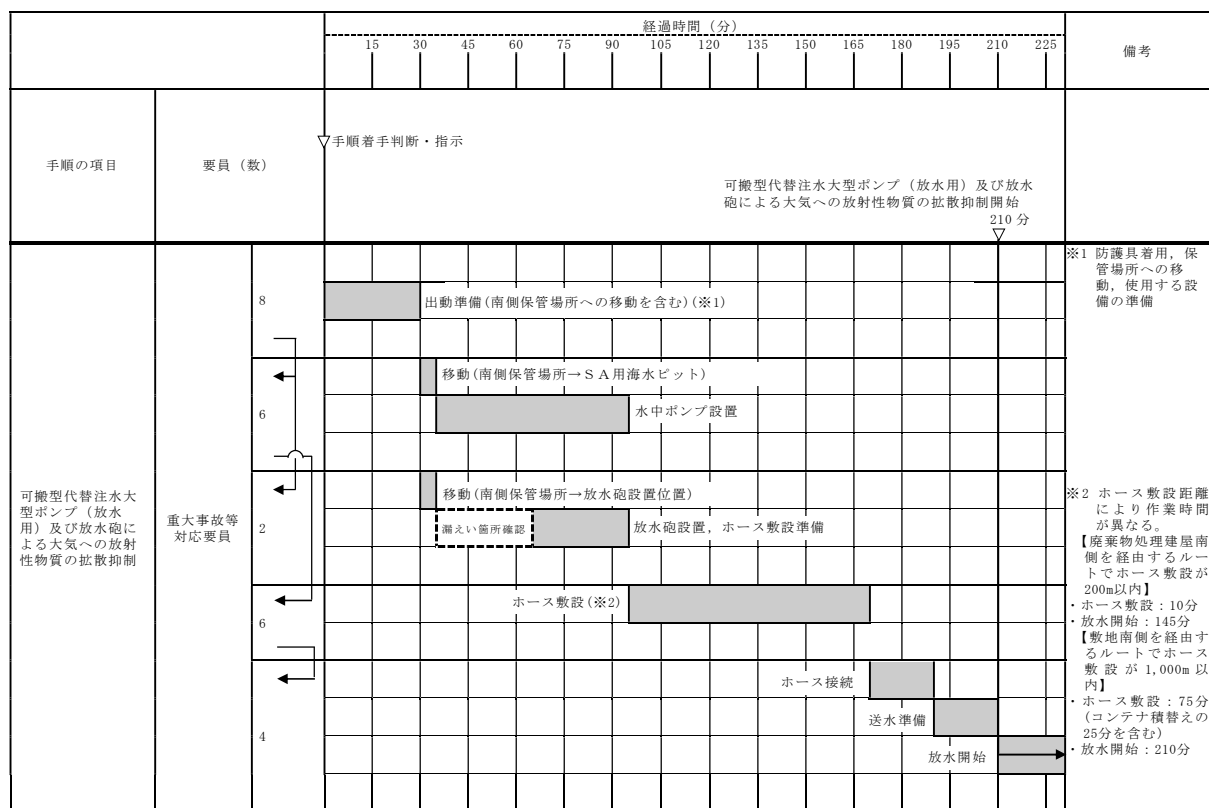 経過時間（分）
15 30 45 60 75 90 105 120 135 150 165 180 195 210 225
備考
手順の項目
要員（数）
手順着手判断・指示
可搬型代替注水大型ポンプ（放水用）及び放水
砲による大気への放射性物質の拡散抑制開始
210 分
可搬型代替注水大
型ポンプ（放水
用）及び放水砲に
よる大気への放射
性物質の拡散抑制
重大事故等
対応要員
8
出動準備(南側保管場所への移動を含む)(※1)
6
移動(南側保管場所→ＳＡ用海水ピット)
水中ポンプ設置
2
移動(南側保管場所→放水砲設置位置)
漏えい箇所確認
放水砲設置，ホース敷設準備
6
ホース敷設(※2)
4
ホース接続
送水準備
放水開始
※1 防護具着用，保
管場所への移
動，使用する設
備の準備
※2 ホース敷設距離
により作業時間
が異なる。
【廃棄物処理建屋南
側を経由するルー
トでホース敷設が
200m以内】
・ホース敷設：10分
・放水開始：145分
【敷地南側を経由す
るルートでホース
敷設が 1,000m 以
内】
・ホース敷設：75分
(コンテナ積替えの
25分を含む)
・放水開始：210分